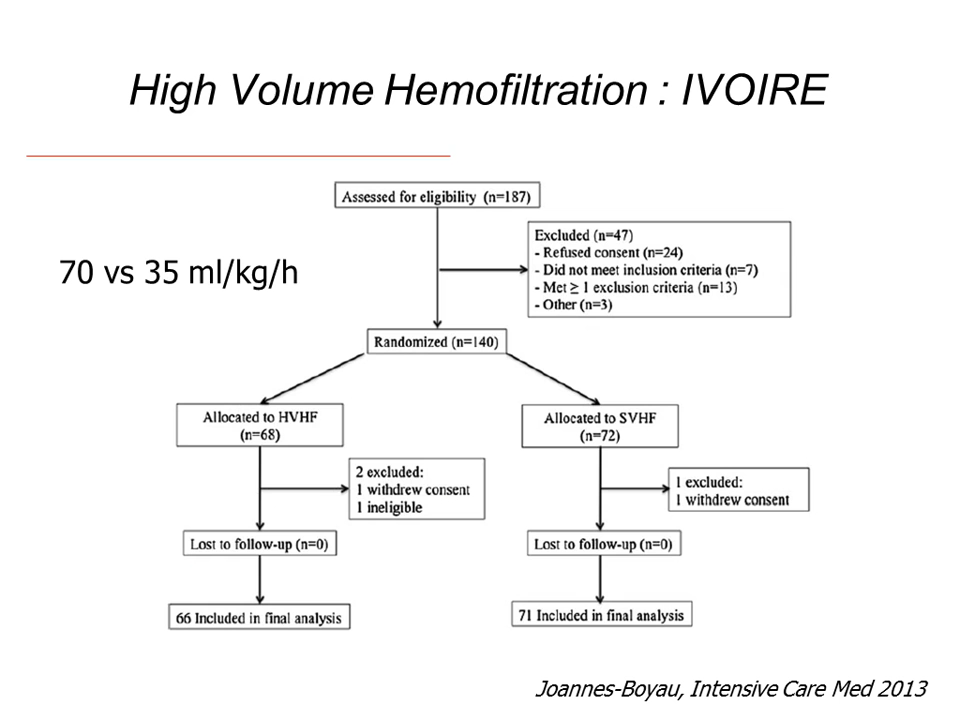 High Volume Hemofiltration : IVOIRE
70 vs 35 ml/kg/h
Assessed for eligibility (n=187)
Excluded (n=47)
- Refused consent (n=24)
- Did not meet inclusion criteria (n=7)
- Met ≥ 1 exclusion criteria (n=13)
- Other (n=3)
Randomized (n=140)
Allocated to HVHF
(n=68)
Allocated to SVHF
(n=72)
2 excluded:
1 withdrew consent
1 ineligible
1 excluded:
1 withdrew consent
Lost to follow-up (n=0)
Lost to follow-up (n=0)
66 Included in final analysis
71 Included in final analysis
Joannes-Boyau, Intensive Care Med 2013